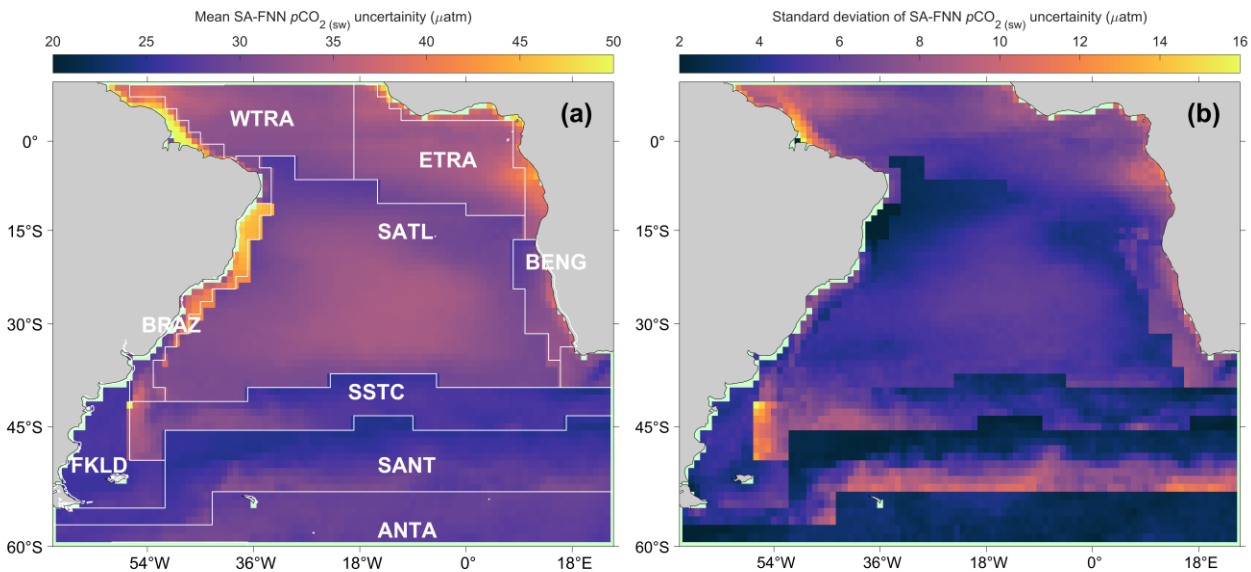 Mean SA-FNN pCO2 (sw) uncertainity (μatm)
20 25 30 35 40 45 50
(a)
WTRA
ETRA
SATL
BENG
BRAZ
SSTC
FKLD
SANT
ANTA
0°
15°S
30°S
45°S
60°S
54°W 36°W 18°W 0° 18°E
Standard deviation of SA-FNN pCO2 (sw) uncertainity (μatm)
2 4 6 8 10 12 14 16
(b)
0°
15°S
30°S
45°S
60°S
54°W 36°W 18°W 0° 18°E